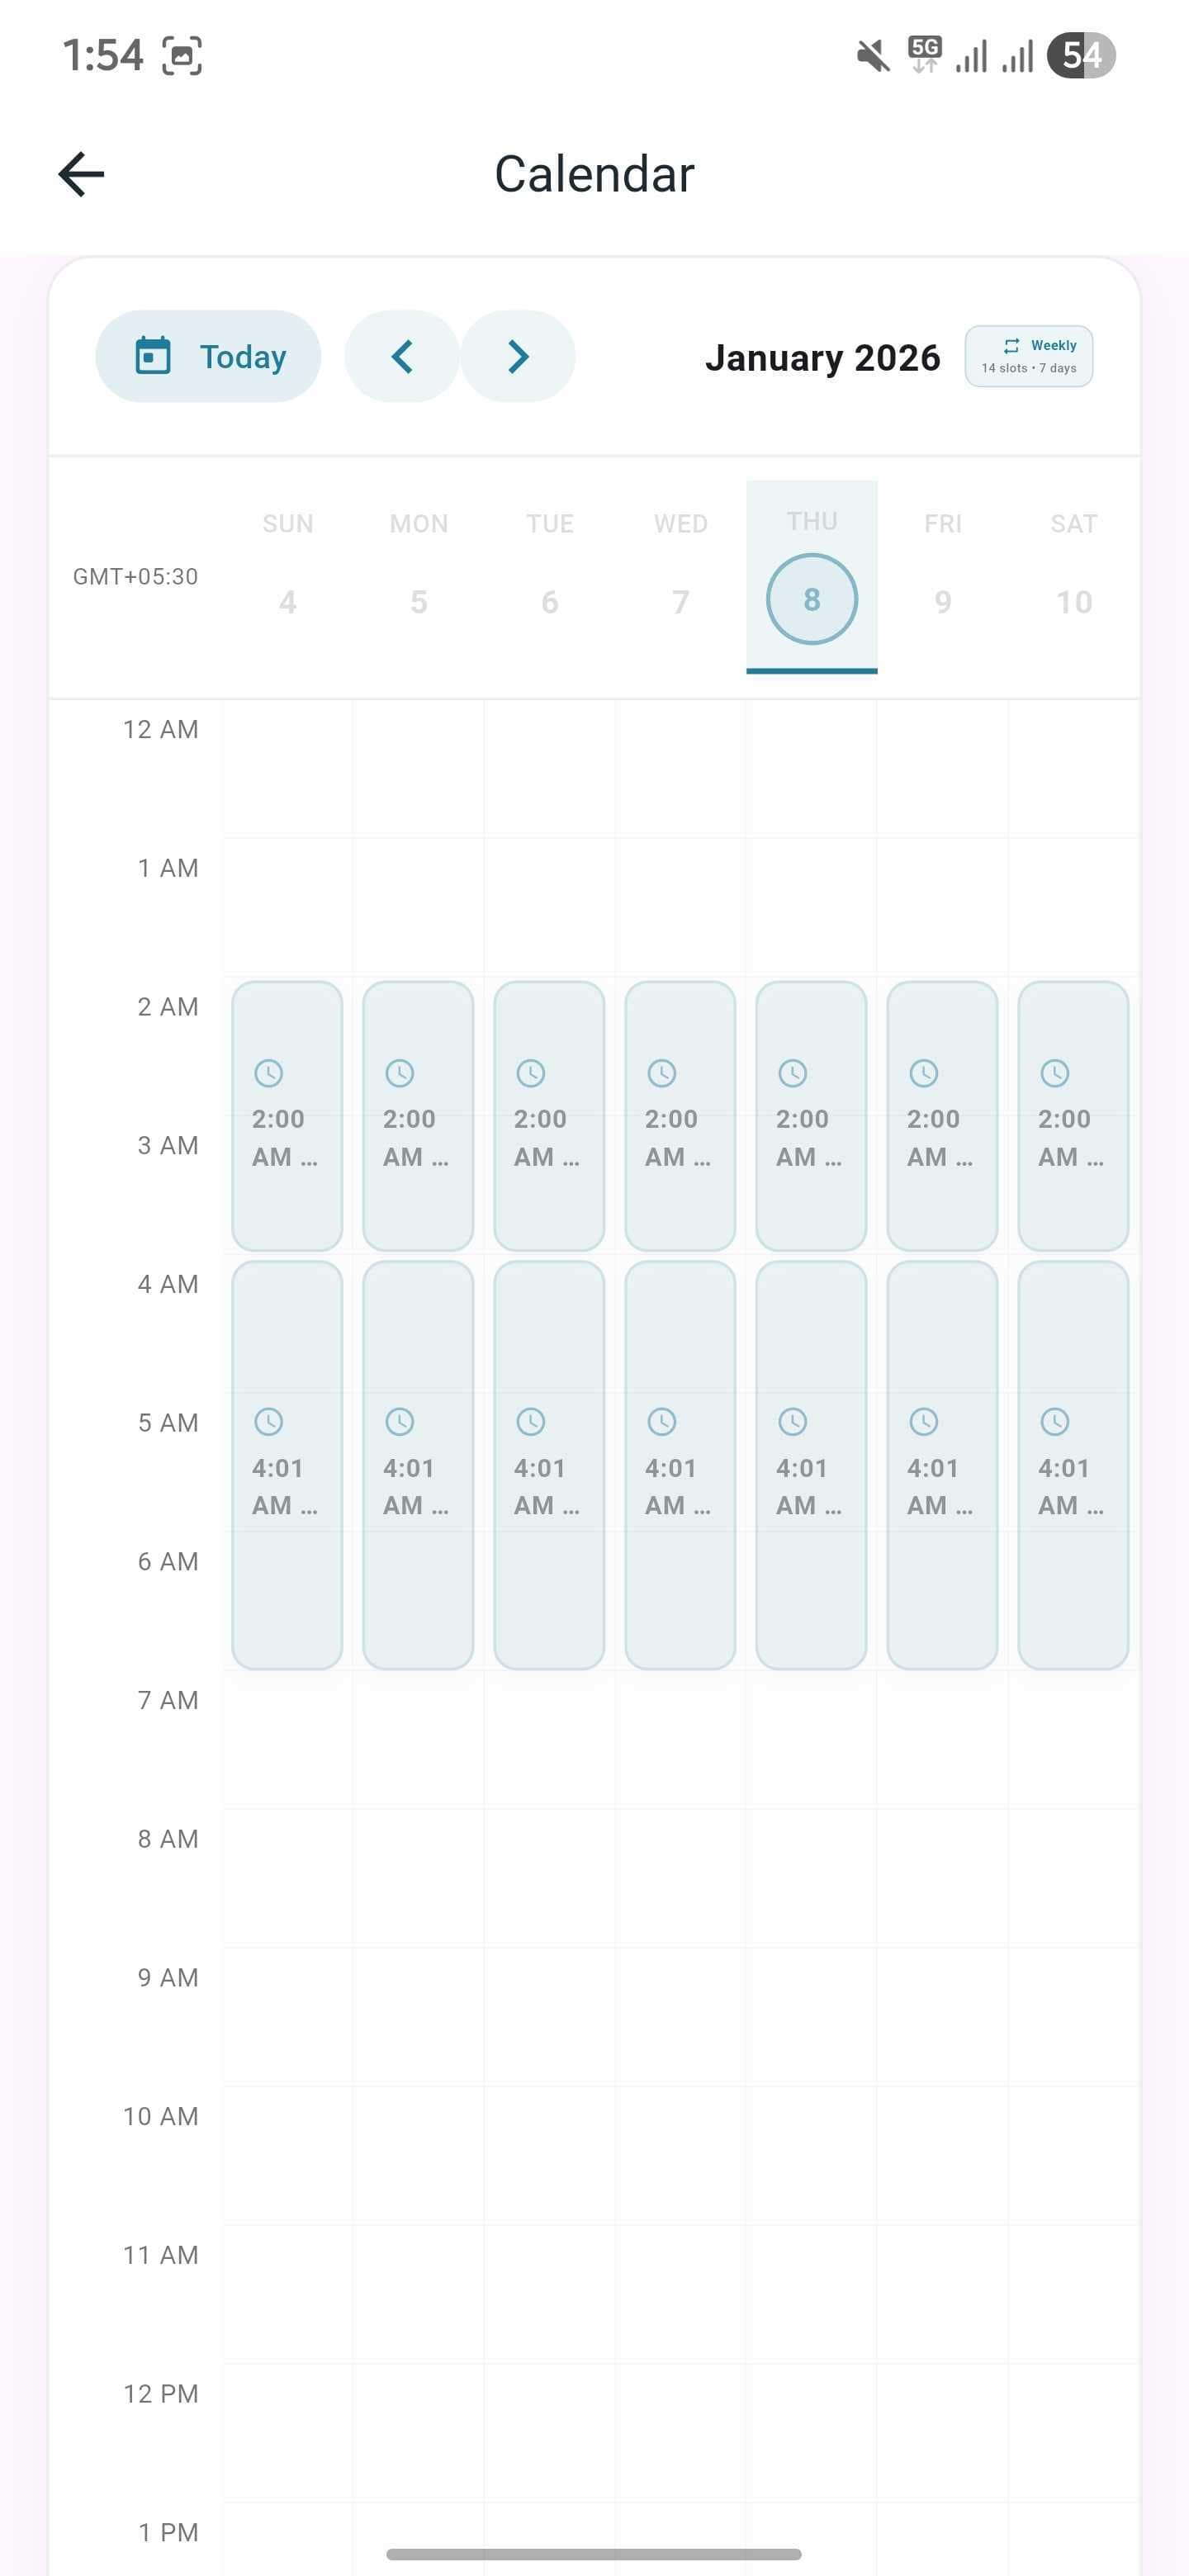 1:54
5G
54
Calendar
Today
January 2026
Weekly
14 slots • 7 days
GMT+05:30
SUN MON TUE WED THU FRI SAT
4 5 6 7 8 9 10
12 AM
1 AM
2 AM
2:00 2:00 2:00 2:00 2:00 2:00 2:00
3 AM
AM ... AM ... AM ... AM ... AM ... AM ... AM ...
4 AM
5 AM
4:01 4:01 4:01 4:01 4:01 4:01 4:01
AM ... AM ... AM ... AM ... AM ... AM ... AM ...
6 AM
7 AM
8 AM
9 AM
10 AM
11 AM
12 PM
1 PM